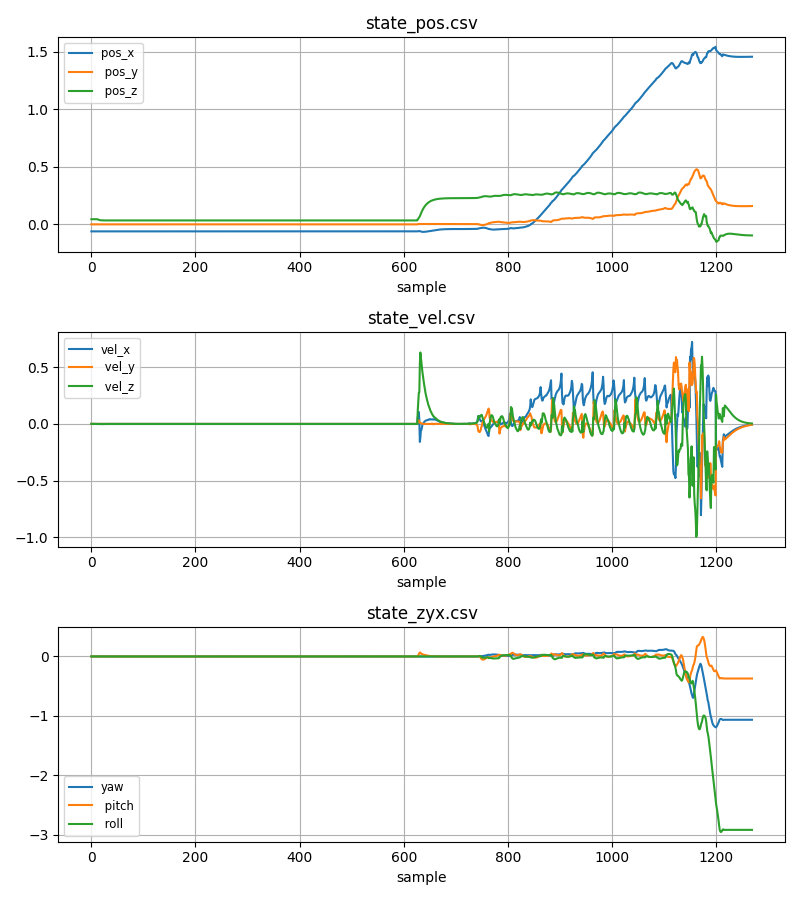 state_pos.csv
1.5
1.0
0.5
0.0
pos_x
pos_y
pos_z
0 200 400 600 800 1000 1200
sample
state_vel.csv
0.5
0.0
−0.5
−1.0
vel_x
vel_y
vel_z
0 200 400 600 800 1000 1200
sample
state_zyx.csv
0
−1
−2
−3
yaw
pitch
roll
0 200 400 600 800 1000 1200
sample